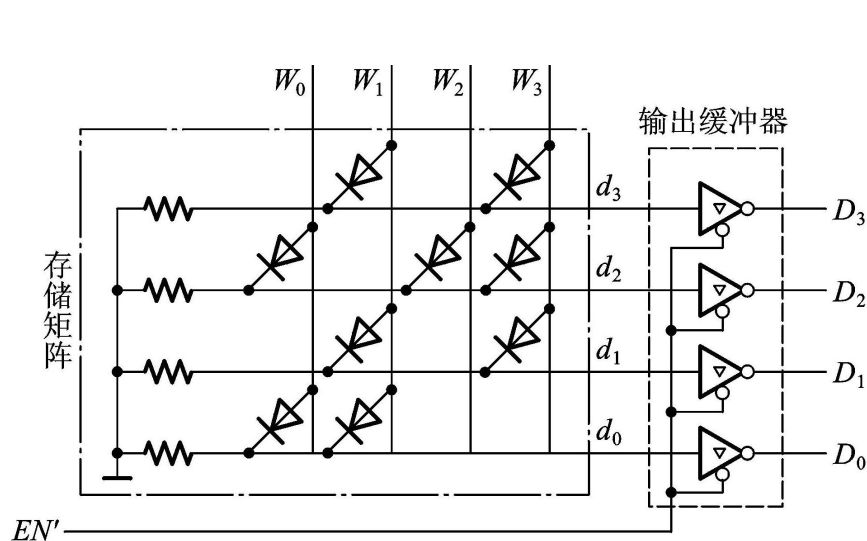 W₀ W₁ W₂ W₃
输出缓冲器
d₃ D₃
存储矩阵
d₂ D₂
d₁ D₁
d₀ D₀
EN'